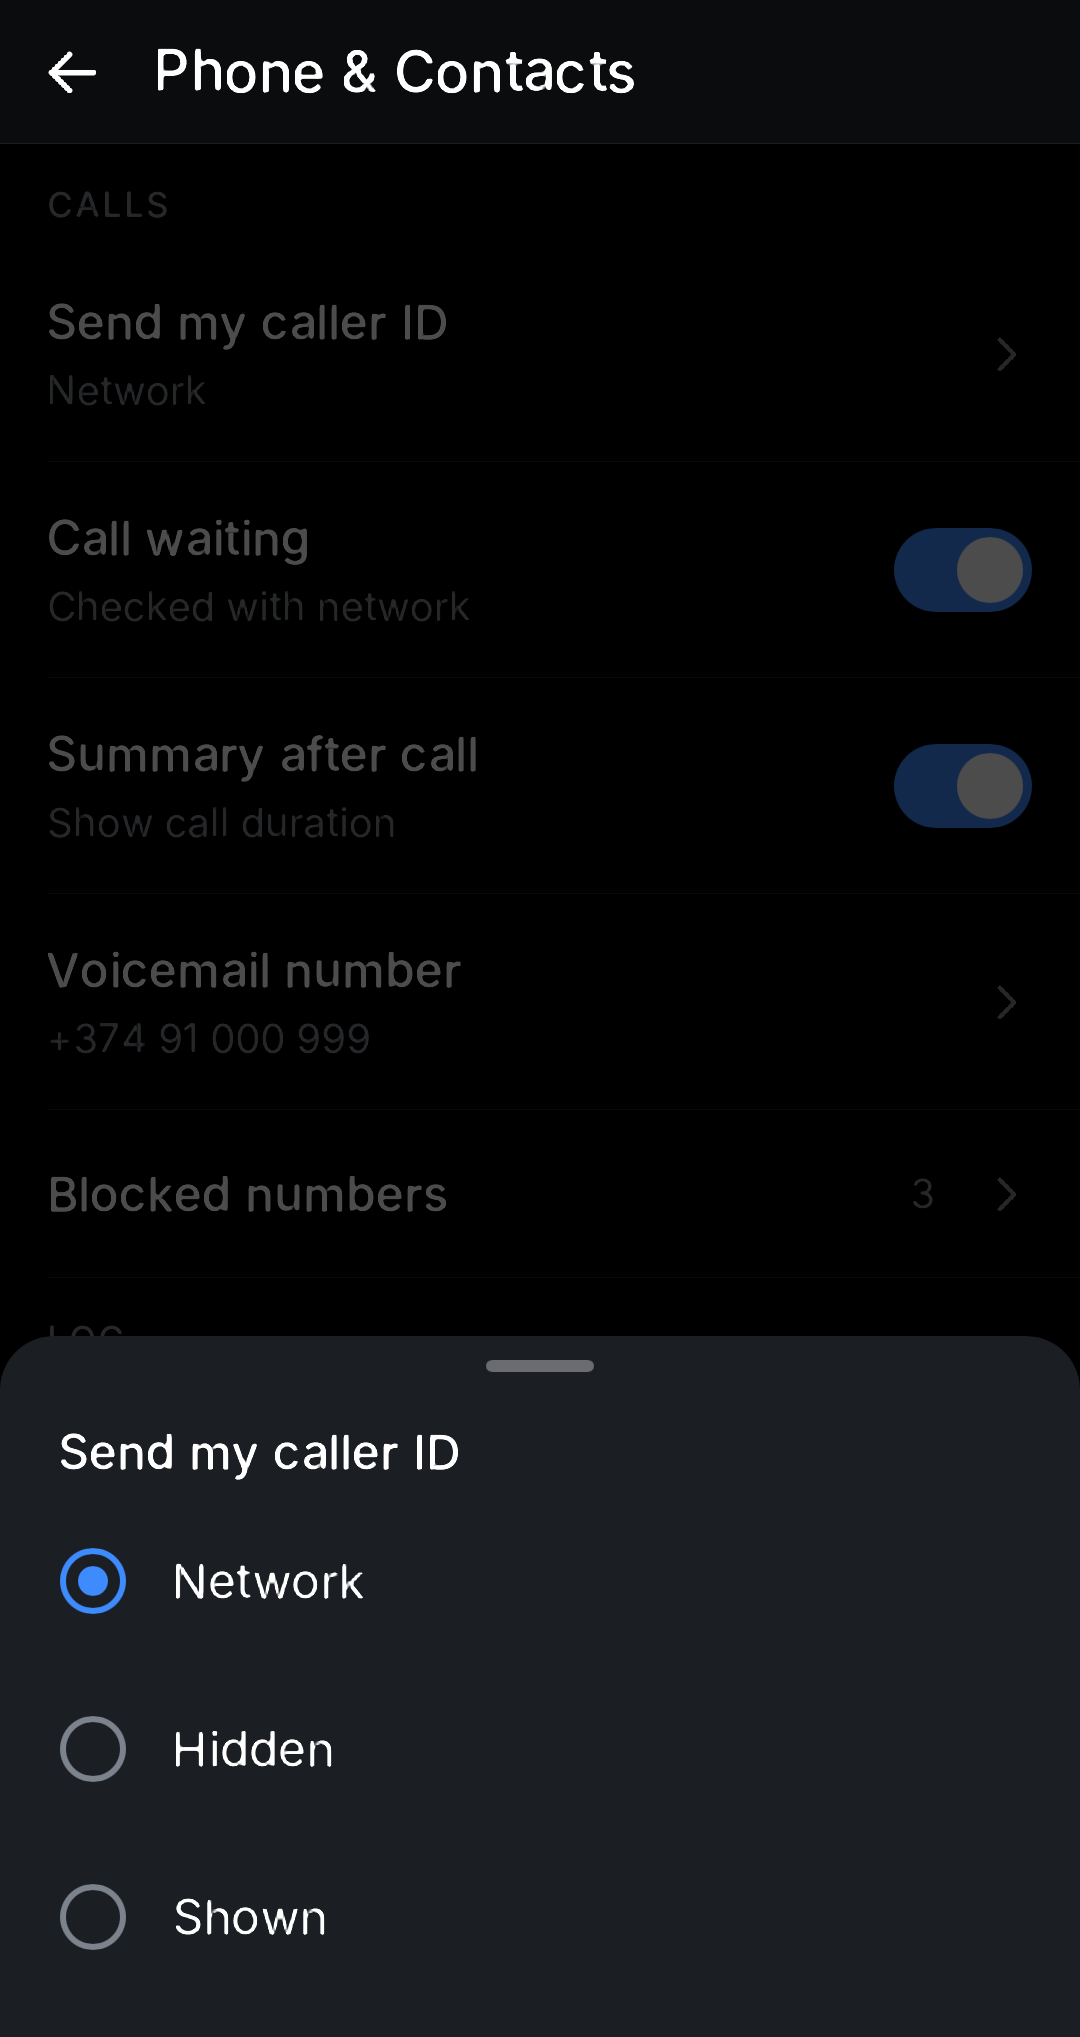 Phone & Contacts
CALLS
Send my caller ID
Network
Call waiting
Checked with network
Summary after call
Show call duration
Voicemail number
+374 91 000 999
Blocked numbers
3
Send my caller ID
Network
Hidden
Shown